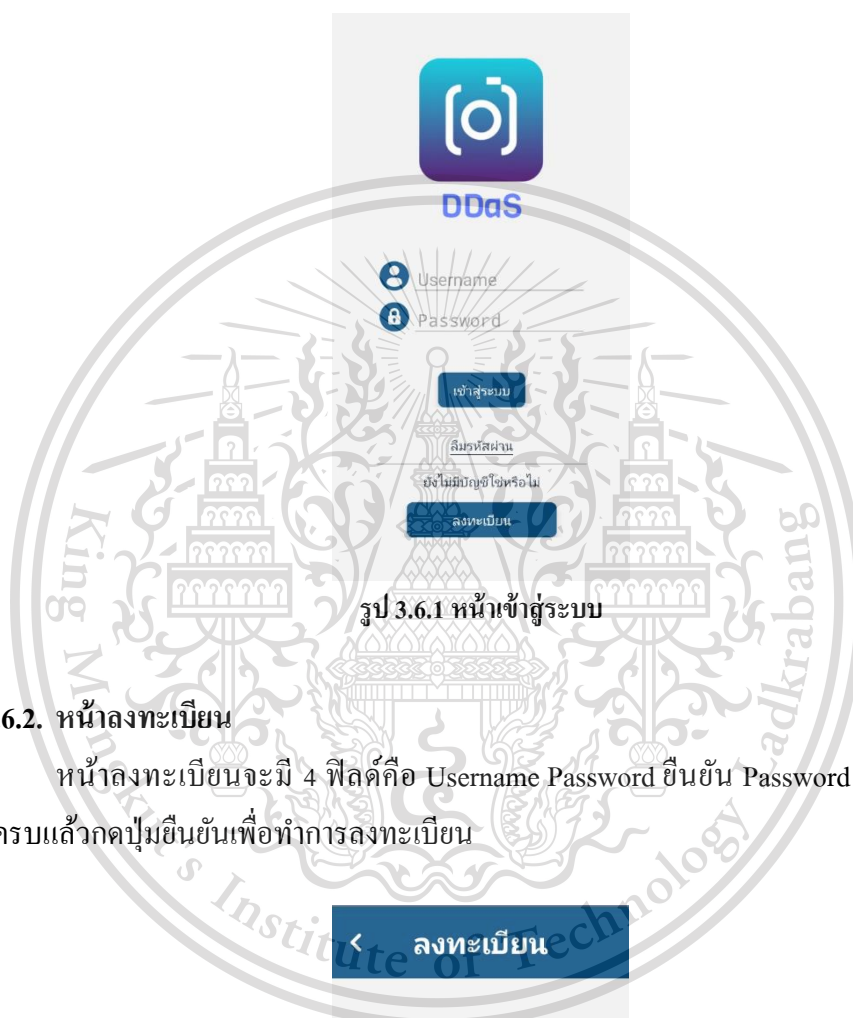 DDaS
Username
Password
เข้าสู่ระบบ
ลืมรหัสผ่าน
ยังไม่มีบัญชีใช่หรือไม่
ลงทะเบียน
รูป 3.6.1 หน้าเข้าสู่ระบบ
6.2. หน้าลงทะเบียน
หน้าลงทะเบียนจะมี 4 ฟิลด์คือ Username Password ยืนยัน Password
ครบแล้วกดปุ่มยืนยันเพื่อทำการลงทะเบียน
< ลงทะเบียน
King Mongkut's Institute of Technology Ladkrabang